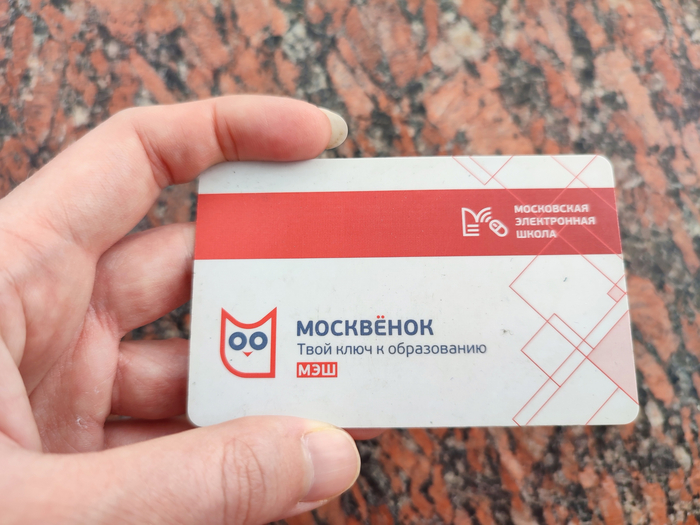 МОСКОВСКАЯ
ЭЛЕКТРОННАЯ
ШКОЛА
МОСКВЁНОК
Твой ключ к образованию
МЭШ